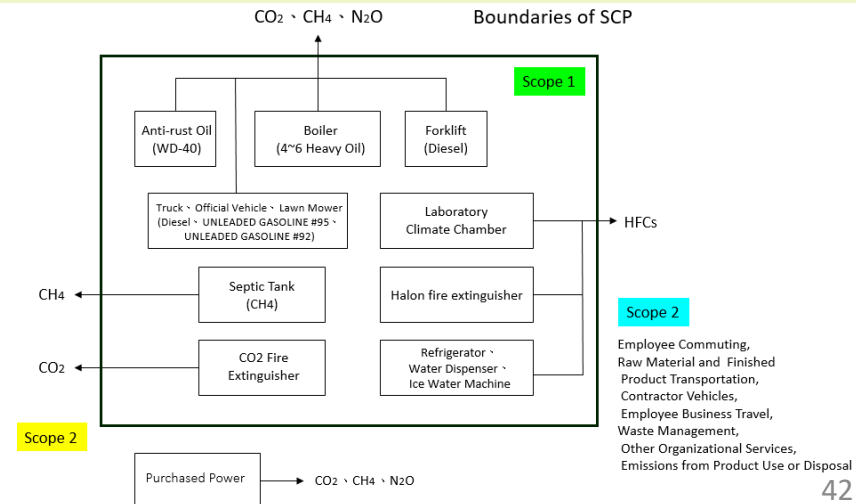 CO2、CH4、N2O
Boundaries of SCP
Scope 1
Anti-rust Oil
(WD-40)
Boiler
(4~6 Heavy Oil)
Forklift
(Diesel)
Truck、Official Vehicle、Lawn Mower
(Diesel、UNLEADED GASOLINE #95、
UNLEADED GASOLINE #92)
Laboratory
Climate Chamber
HFCs
CH4
Septic Tank
(CH4)
Halon fire extinguisher
CO2
CO2 Fire
Extinguisher
Refrigerator、
Water Dispenser、
Ice Water Machine
Scope 2
Employee Commuting,
Raw Material and Finished
Product Transportation,
Contractor Vehicles,
Employee Business Travel,
Waste Management,
Other Organizational Services,
Emissions from Product Use or Disposal
Scope 2
Purchased Power
CO2、CH4、N2O
42